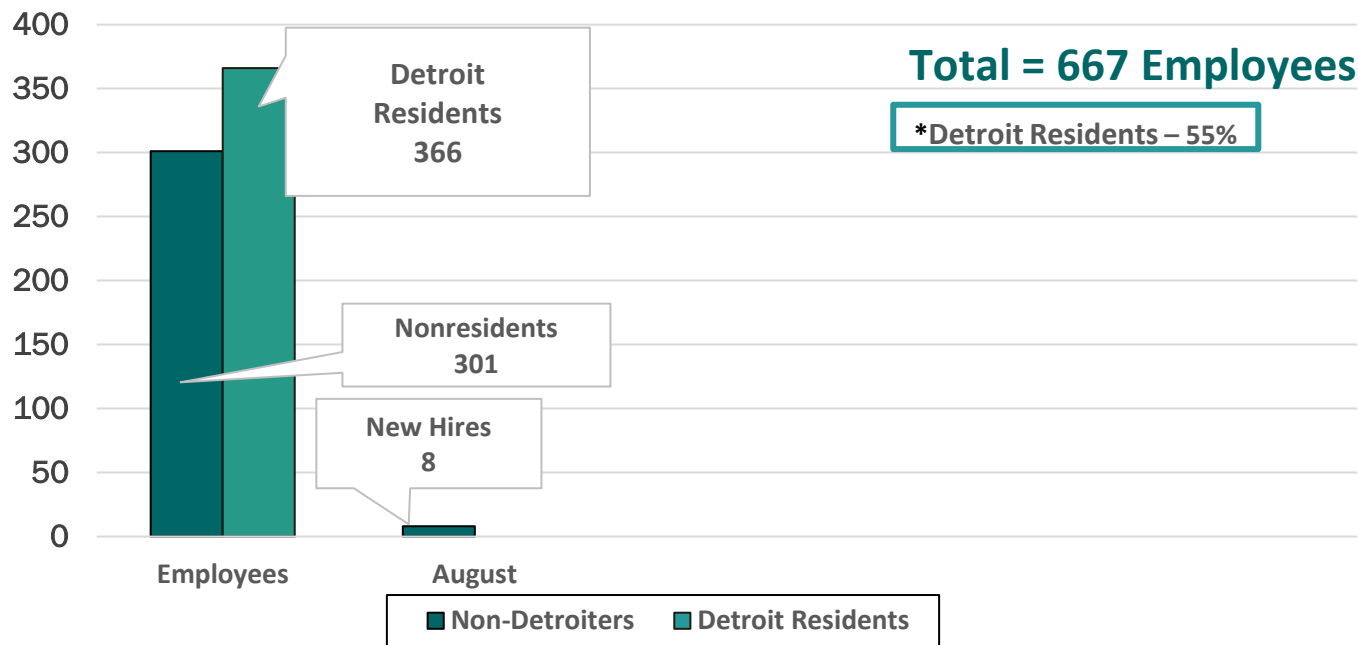 400
350
300
250
200
150
100
50
0
Detroit
Residents
366
Total = 667 Employees
*Detroit Residents – 55%
Nonresidents
301
New Hires
8
Employees
August
Non-Detroiters
Detroit Residents